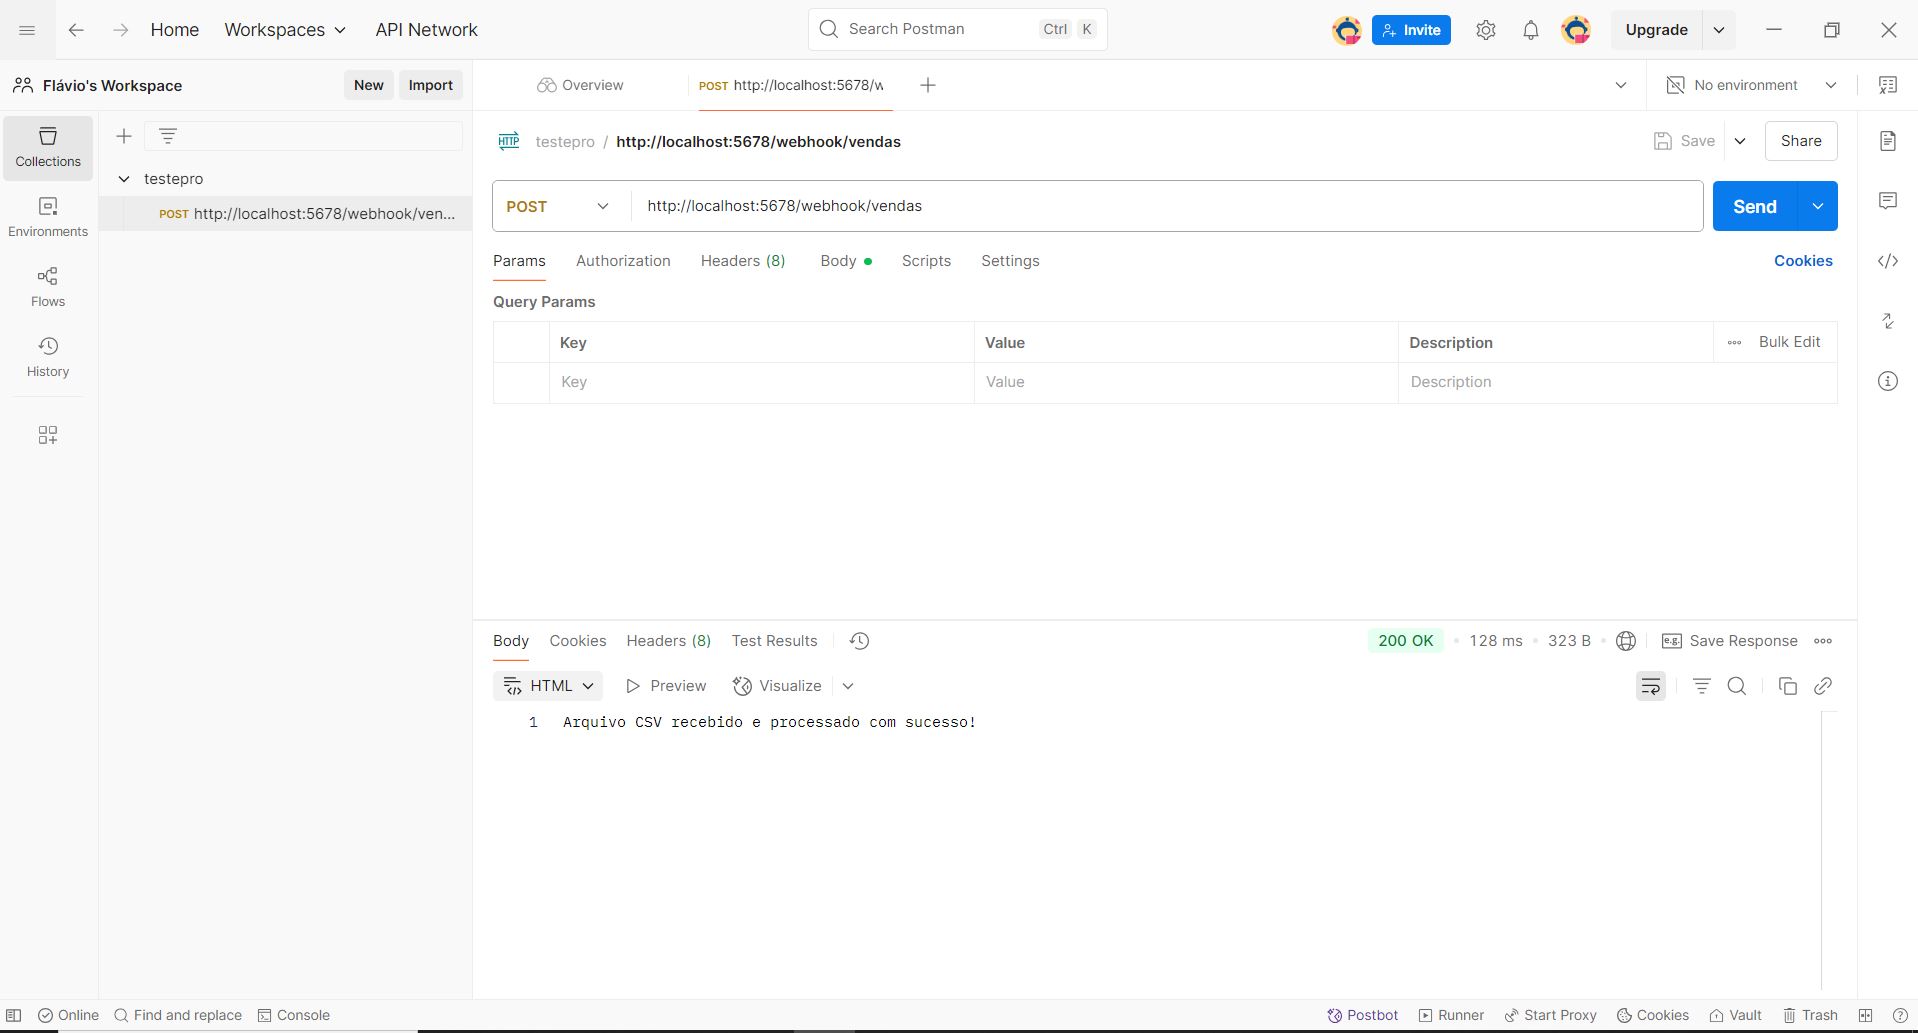 Home Workspaces API Network Search Postman Ctrl K Invite Upgrade
Flávio's Workspace New Import Overview POST http://localhost:5678/w No environment
Collections
Environments
Flows
History
testepro
POST http://localhost:5678/webhook/ven...
HTTP testepro / http://localhost:5678/webhook/vendas Save Share
POST http://localhost:5678/webhook/vendas Send
Params Authorization Headers (8) Body Scripts Settings Cookies
Query Params
Key Value Description Bulk Edit
Key Value Description
Body Cookies Headers (8) Test Results 200 OK 128 ms 323 B e.g. Save Response
HTML Preview Visualize
1 Arquivo CSV recebido e processado com sucesso!
Online Find and replace Console Postbot Runner Start Proxy Cookies Vault Trash